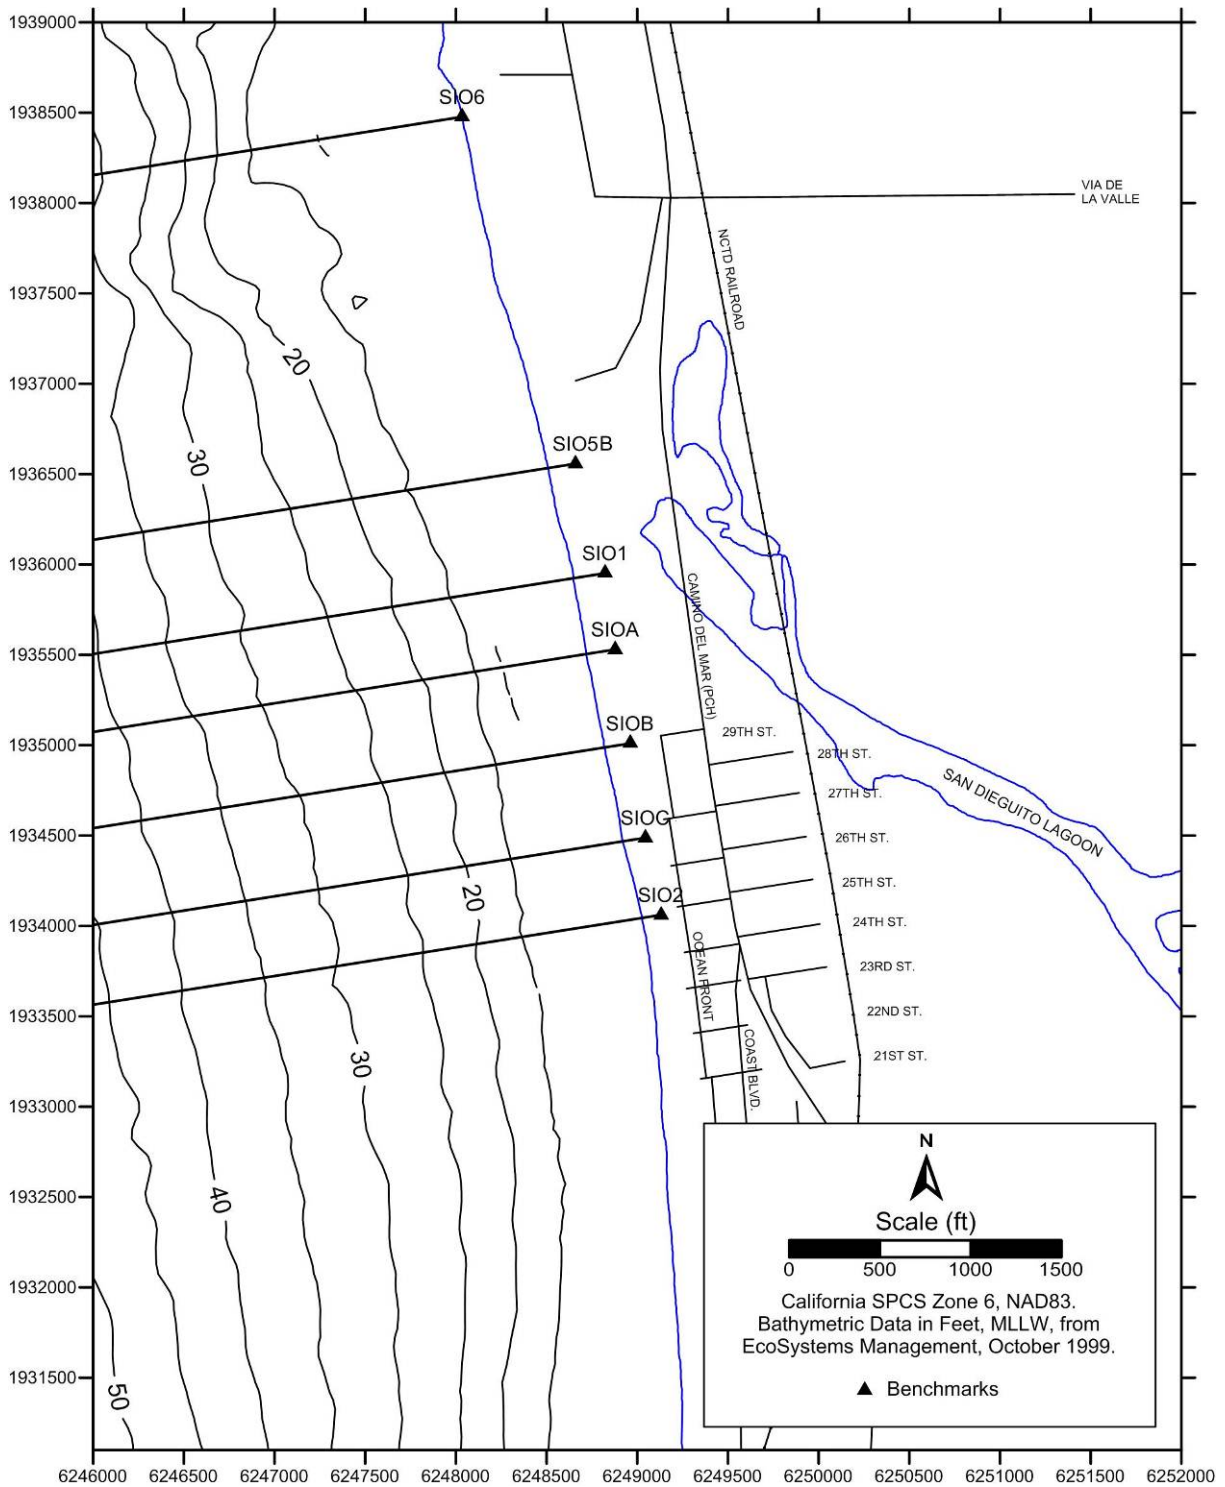 1939000
1938500
1938000
1937500
1937000
1936500
1936000
1935500
1935000
1934500
1934000
1933500
1933000
1932500
1932000
1931500
SIO6
VIA DE
LA VALLE
NCTD RAILROAD
20
30
SIO5B
SIO1
CAMINO DEL MAR (PCH)
SIOA
SIOB
29TH ST.
28TH ST.
SAN DIEGUITO LAGOON
27TH ST.
SIOC
26TH ST.
25TH ST.
20
SIO2
24TH ST.
OCEAN FRONT
23RD ST.
22ND ST.
30
COAST BLVD.
21ST ST.
40
50
N
Scale (ft)
0 500 1000 1500
California SPCS Zone 6, NAD83.
Bathymetric Data in Feet, MLLW, from
EcoSystems Management, October 1999.
Benchmarks
6246000 6246500 6247000 6247500 6248000 6248500 6249000 6249500 6250000 6250500 6251000 6251500 6252000